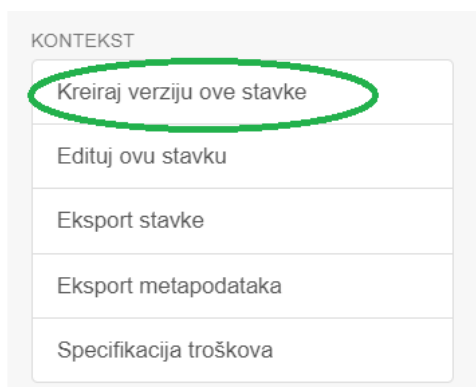 KONTEKST
Kreiraj verziju ove stavke
Edituj ovu stavku
Eksport stavke
Eksport metapodataka
Specifikacija troškova